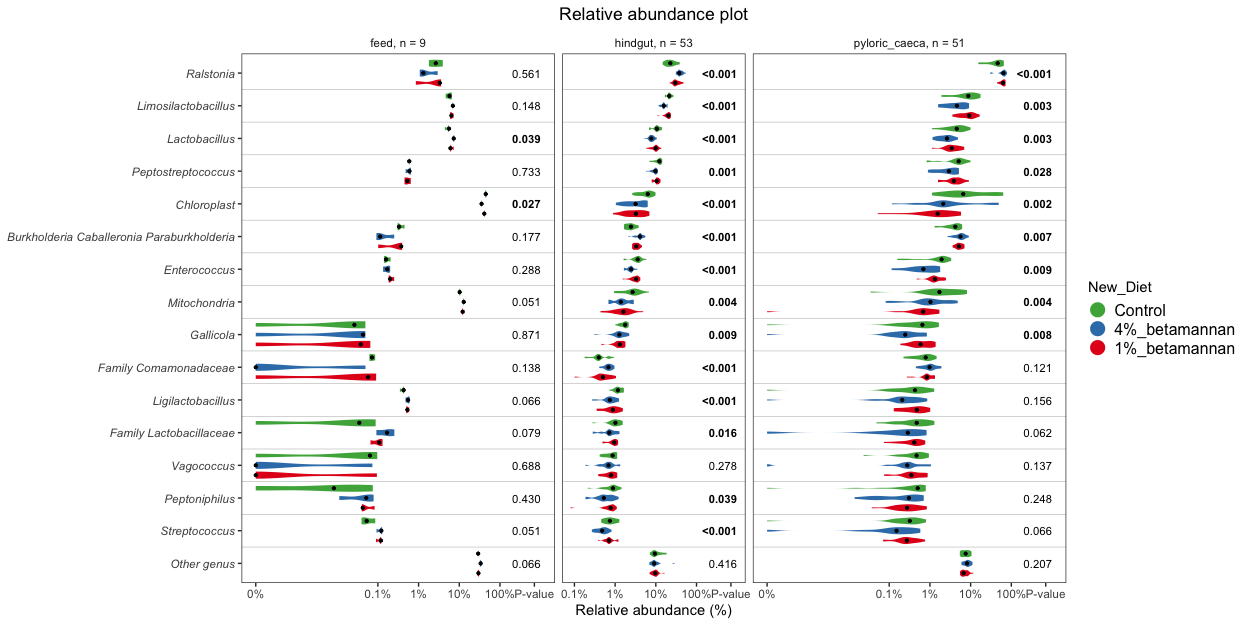 Relative abundance plot
feed, n = 9
hindgut, n = 53
pyloric_caeca, n = 51
Ralstonia 0.561 <0.001 <0.001
Limosilactobacillus 0.148 <0.001 0.003
Lactobacillus 0.039 <0.001 0.003
Peptostreptococcus 0.733 0.001 0.028
Chloroplast 0.027 <0.001 0.002
Burkholderia Caballeronia Paraburkholderia 0.177 <0.001 0.007
Enterococcus 0.288 <0.001 0.009
Mitochondria 0.051 0.004 0.004
Gallicola 0.871 0.009 0.008
Family Comamonadaceae 0.138 <0.001 0.121
Ligilactobacillus 0.066 <0.001 0.156
Family Lactobacillaceae 0.079 0.016 0.062
Vagococcus 0.688 0.278 0.137
Peptoniphilus 0.430 0.039 0.248
Streptococcus 0.051 <0.001 0.066
Other genus 0.066 0.416 0.207
0% 0.1% 1% 10% 100%P-value
0.1% 1% 10% 100%P-value
0% 0.1% 1% 10% 100%P-value
Relative abundance (%)
New_Diet
Control
4%_betamannan
1%_betamannan